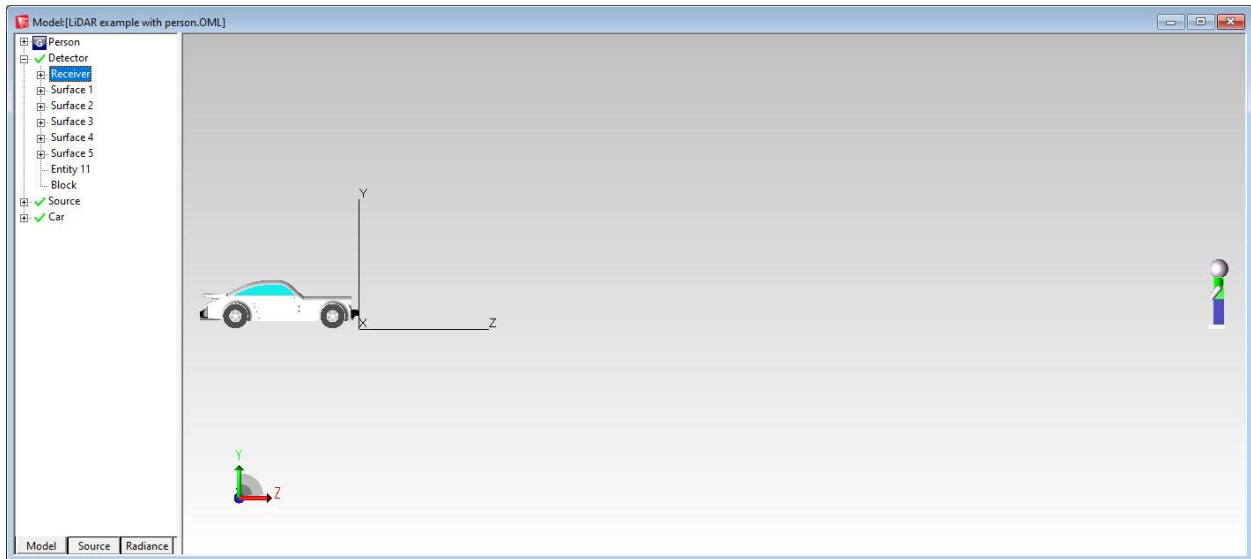 Model:[LiDAR example with person.OML]
G Person
Detector
Receiver
Surface 1
Surface 2
Surface 3
Surface 4
Surface 5
Entity 11
Block
Source
Car
Y
X
Z
Y
Z
Model Source Radiance